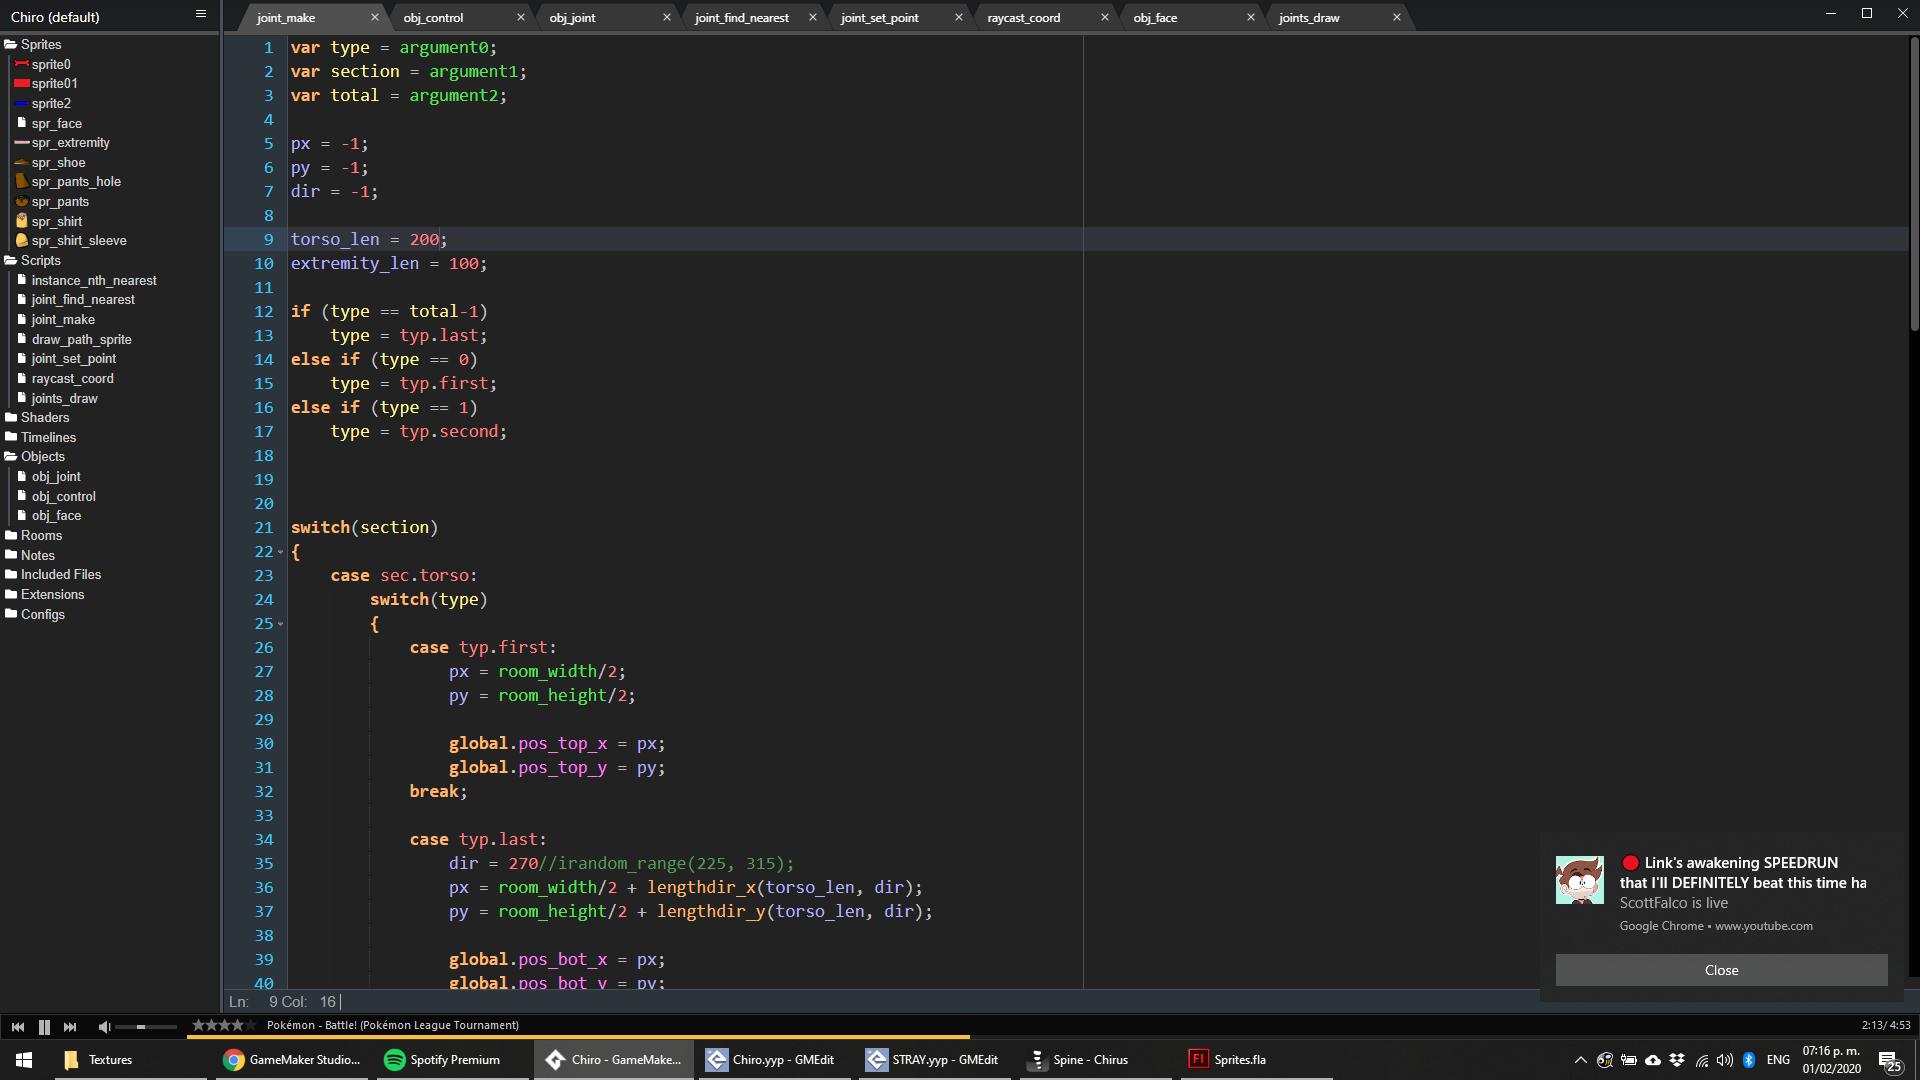 Chiro (default)
joint_make
obj_control
obj_joint
joint_find_nearest
joint_set_point
raycast_coord
obj_face
joints_draw
Sprites
sprite0
sprite01
sprite2
spr_face
spr_extremity
spr_shoe
spr_pants_hole
spr_pants
spr_shirt
spr_shirt_sleeve
Scripts
instance_nth_nearest
joint_find_nearest
joint_make
draw_path_sprite
joint_set_point
raycast_coord
joints_draw
Shaders
Timelines
Objects
obj_joint
obj_control
obj_face
Rooms
Notes
Included Files
Extensions
Configs
1 var type = argument0;
2 var section = argument1;
3 var total = argument2;
4
5 px = -1;
6 py = -1;
7 dir = -1;
8
9 torso_len = 200;
10 extremity_len = 100;
11
12 if (type == total-1)
13 type = typ.last;
14 else if (type == 0)
15 type = typ.first;
16 else if (type == 1)
17 type = typ.second;
18
19
20
21 switch(section)
22 {
23 case sec.torso:
24 switch(type)
25 {
26 case typ.first:
27 px = room_width/2;
28 py = room_height/2;
29
30 global.pos_top_x = px;
31 global.pos_top_y = py;
32 break;
33
34 case typ.last:
35 dir = 270//irandom_range(225, 315);
36 px = room_width/2 + lengthdir_x(torso_len, dir);
37 py = room_height/2 + lengthdir_y(torso_len, dir);
38
39 global.pos_bot_x = px;
40 global.pos_bot_y = py;
Ln: 9 Col: 16
Link's awakening SPEEDRUN
that I'll DEFINITELY beat this time ha
ScottFalco is live
Google Chrome • www.youtube.com
Close
Pokémon - Battle! (Pokémon League Tournament)
2:13/ 4:53
Textures
GameMaker Studio...
Spotify Premium
Chiro - GameMake...
Chiro.yyp - GMEdit
STRAY.yyp - GMEdit
Spine - Chirus
Fl
Sprites.fla
ENG
07:16 p. m.
01/02/2020
25